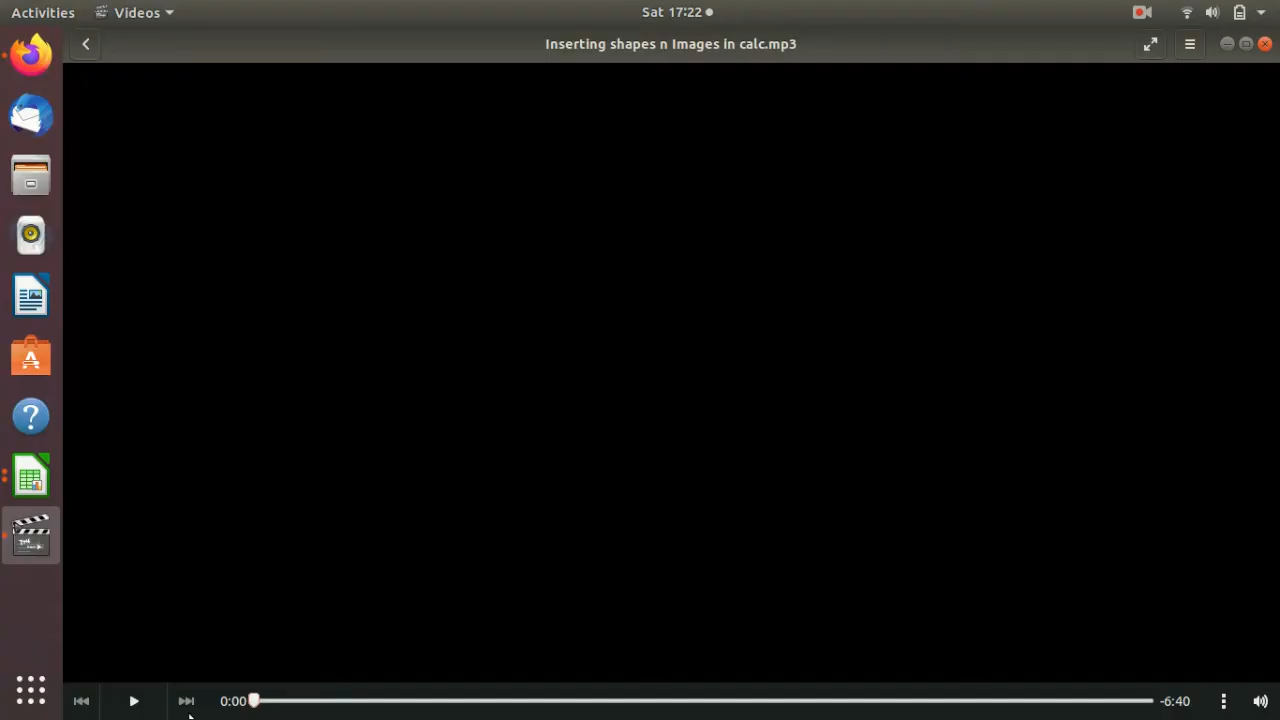 Activities Videos Sat 17:22
Inserting shapes n Images in calc.mp3
0:00 -6:40